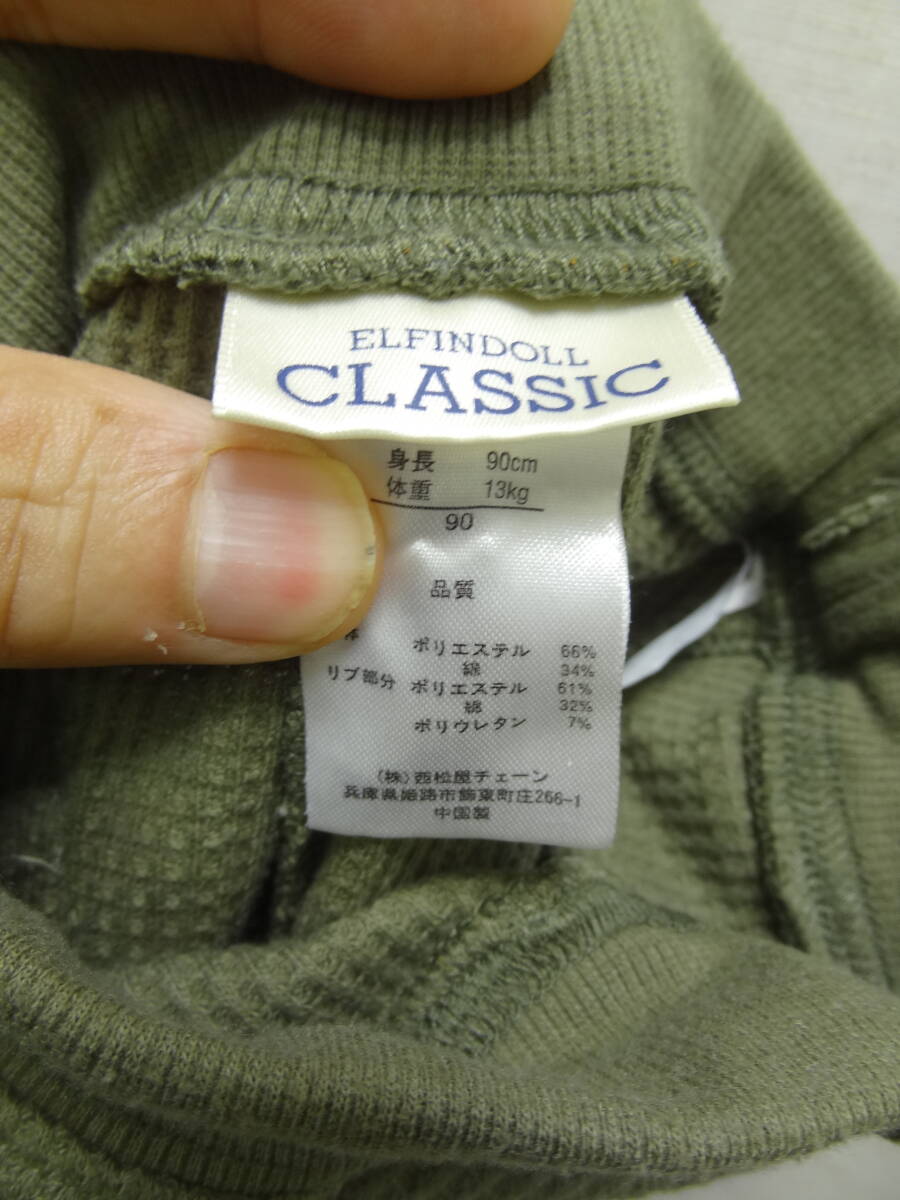 ELFINDOLL
CLASSIC
身長 90cm
体重 13kg
90
品質
体 ポリエステル 66%
綿 34%
リブ部分 ポリエステル 61%
綿 32%
ポリウレタン 7%
(株)西松屋チェーン
兵庫県姫路市飾東町庄266-1
中国製